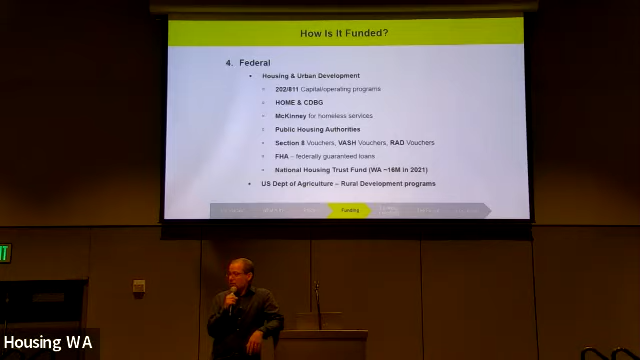 How Is It Funded?
4. Federal
• Housing & Urban Development
◦ 202/811 Capital/operating programs
◦ HOME & CDBG
◦ McKinney for homeless services
◦ Public Housing Authorities
◦ Section 8 Vouchers, VASH Vouchers, RAD Vouchers
◦ FHA – federally guaranteed loans
◦ National Housing Trust Fund (WA ~16M in 2021)
• US Dept of Agriculture – Rural Development programs
Funding
Housing WA